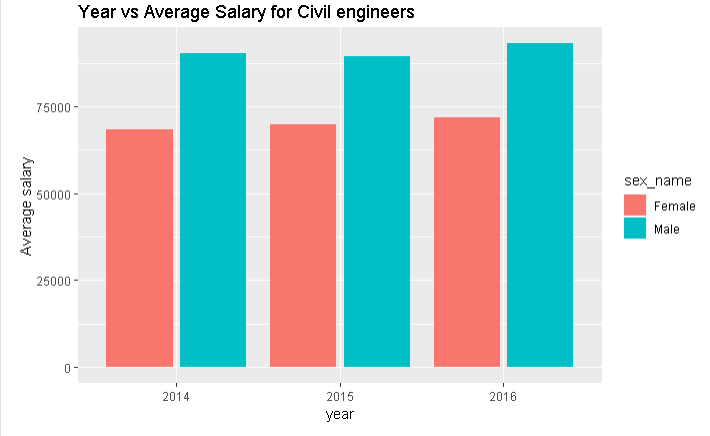 Year vs Average Salary for Civil engineers
Average salary
75000
50000
25000
0
2014 2015 2016
year
sex_name
Female
Male